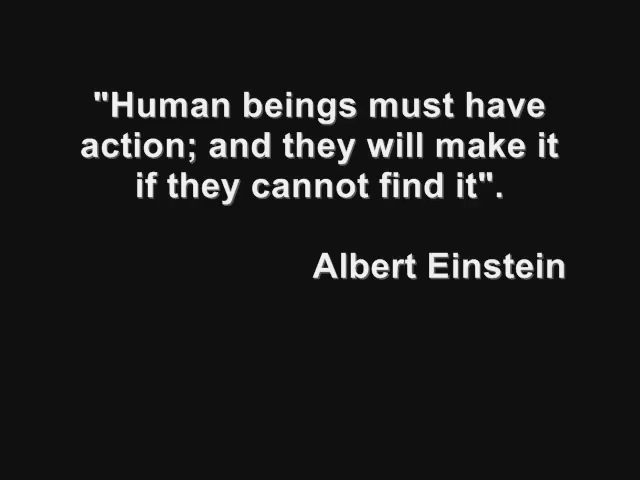 "Human beings must have
action; and they will make it
if they cannot find it".
Albert Einstein